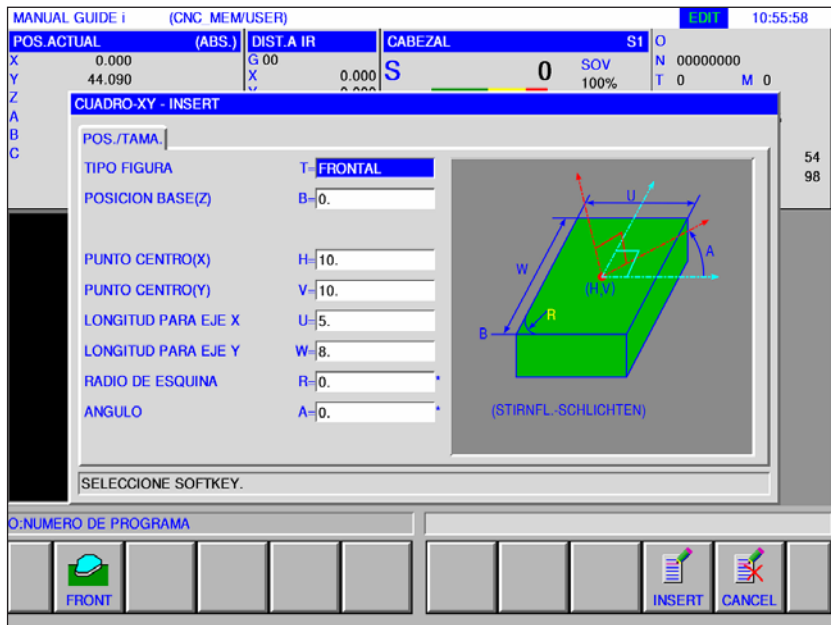 MANUAL GUIDE i (CNC_MEM/USER) EDIT 10:55:58
POS.ACTUAL (ABS.) DIST.A IR CABEZAL S1 O
X 0.000 G 00 S 0 SOV N 00000000
Y 44.090 X 0.000 100% T 0 M 0
Z
A
B
C
54
98
CUADRO-XY - INSERT
POS./TAMA.
TIPO FIGURA T=FRONTAL
POSICION BASE(Z) B=0.
PUNTO CENTRO(X) H=10.
PUNTO CENTRO(Y) V=10.
LONGITUD PARA EJE X U=5.
LONGITUD PARA EJE Y W=8.
RADIO DE ESQUINA R=0. *
ANGULO A=0. *
U
W
A
(H,V)
R
B
(STIRNFL.-SCHLICHTEN)
SELECCIONE SOFTKEY.
O:NUMERO DE PROGRAMA
FRONT INSERT CANCEL